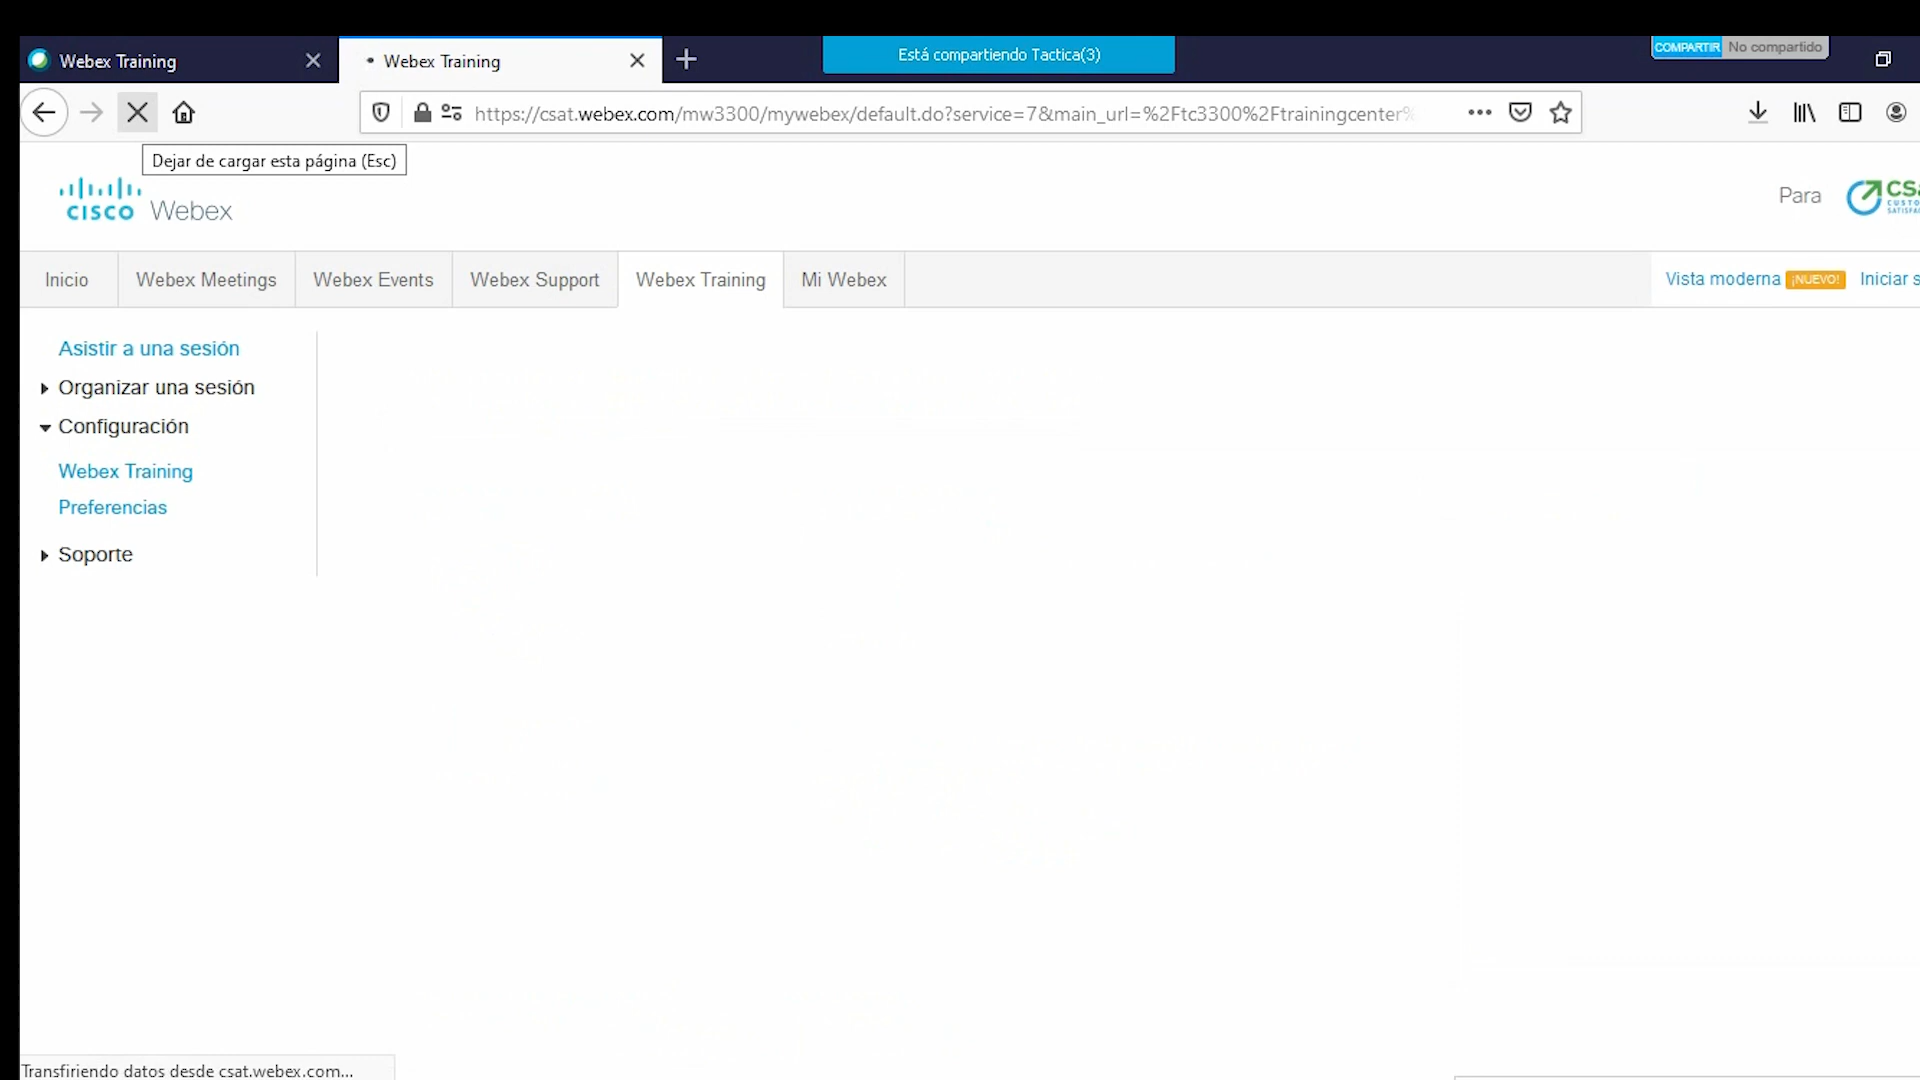 Webex Training
Webex Training
Está compartiendo Tactica(3)
COMPARTIR No compartido
https://csat.webex.com/mw3300/mywebex/default.do?service=7&main_url=%2Ftc3300%2Ftrainingcenter%
Dejar de cargar esta página (Esc)
CISCO Webex
Para
Inicio
Webex Meetings
Webex Events
Webex Support
Webex Training
Mi Webex
Vista moderna ¡NUEVO! Iniciar s
Asistir a una sesión
Organizar una sesión
Configuración
Webex Training
Preferencias
Soporte
Transfiriendo datos desde csat.webex.com...